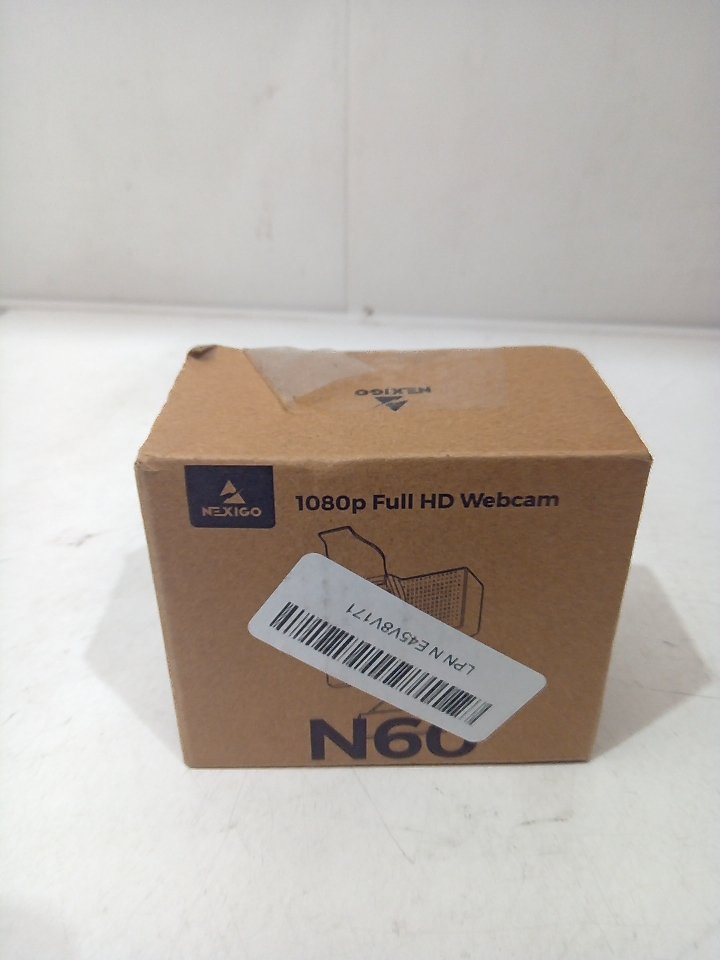 NEXIGO
NEXIGO
1080p Full HD Webcam
LPN N E45V8V171
N60